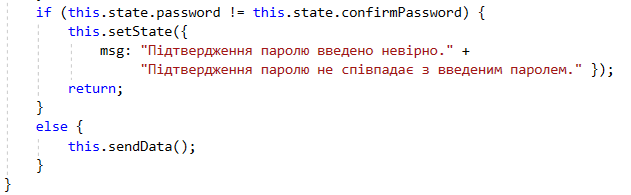 if (this.state.password != this.state.confirmPassword) {
this.setState({
msg: "Підтвердження паролю введено невірно." +
"Підтвердження паролю не співпадає з введеним паролем." });
return;
}
else {
this.sendData();
}
}